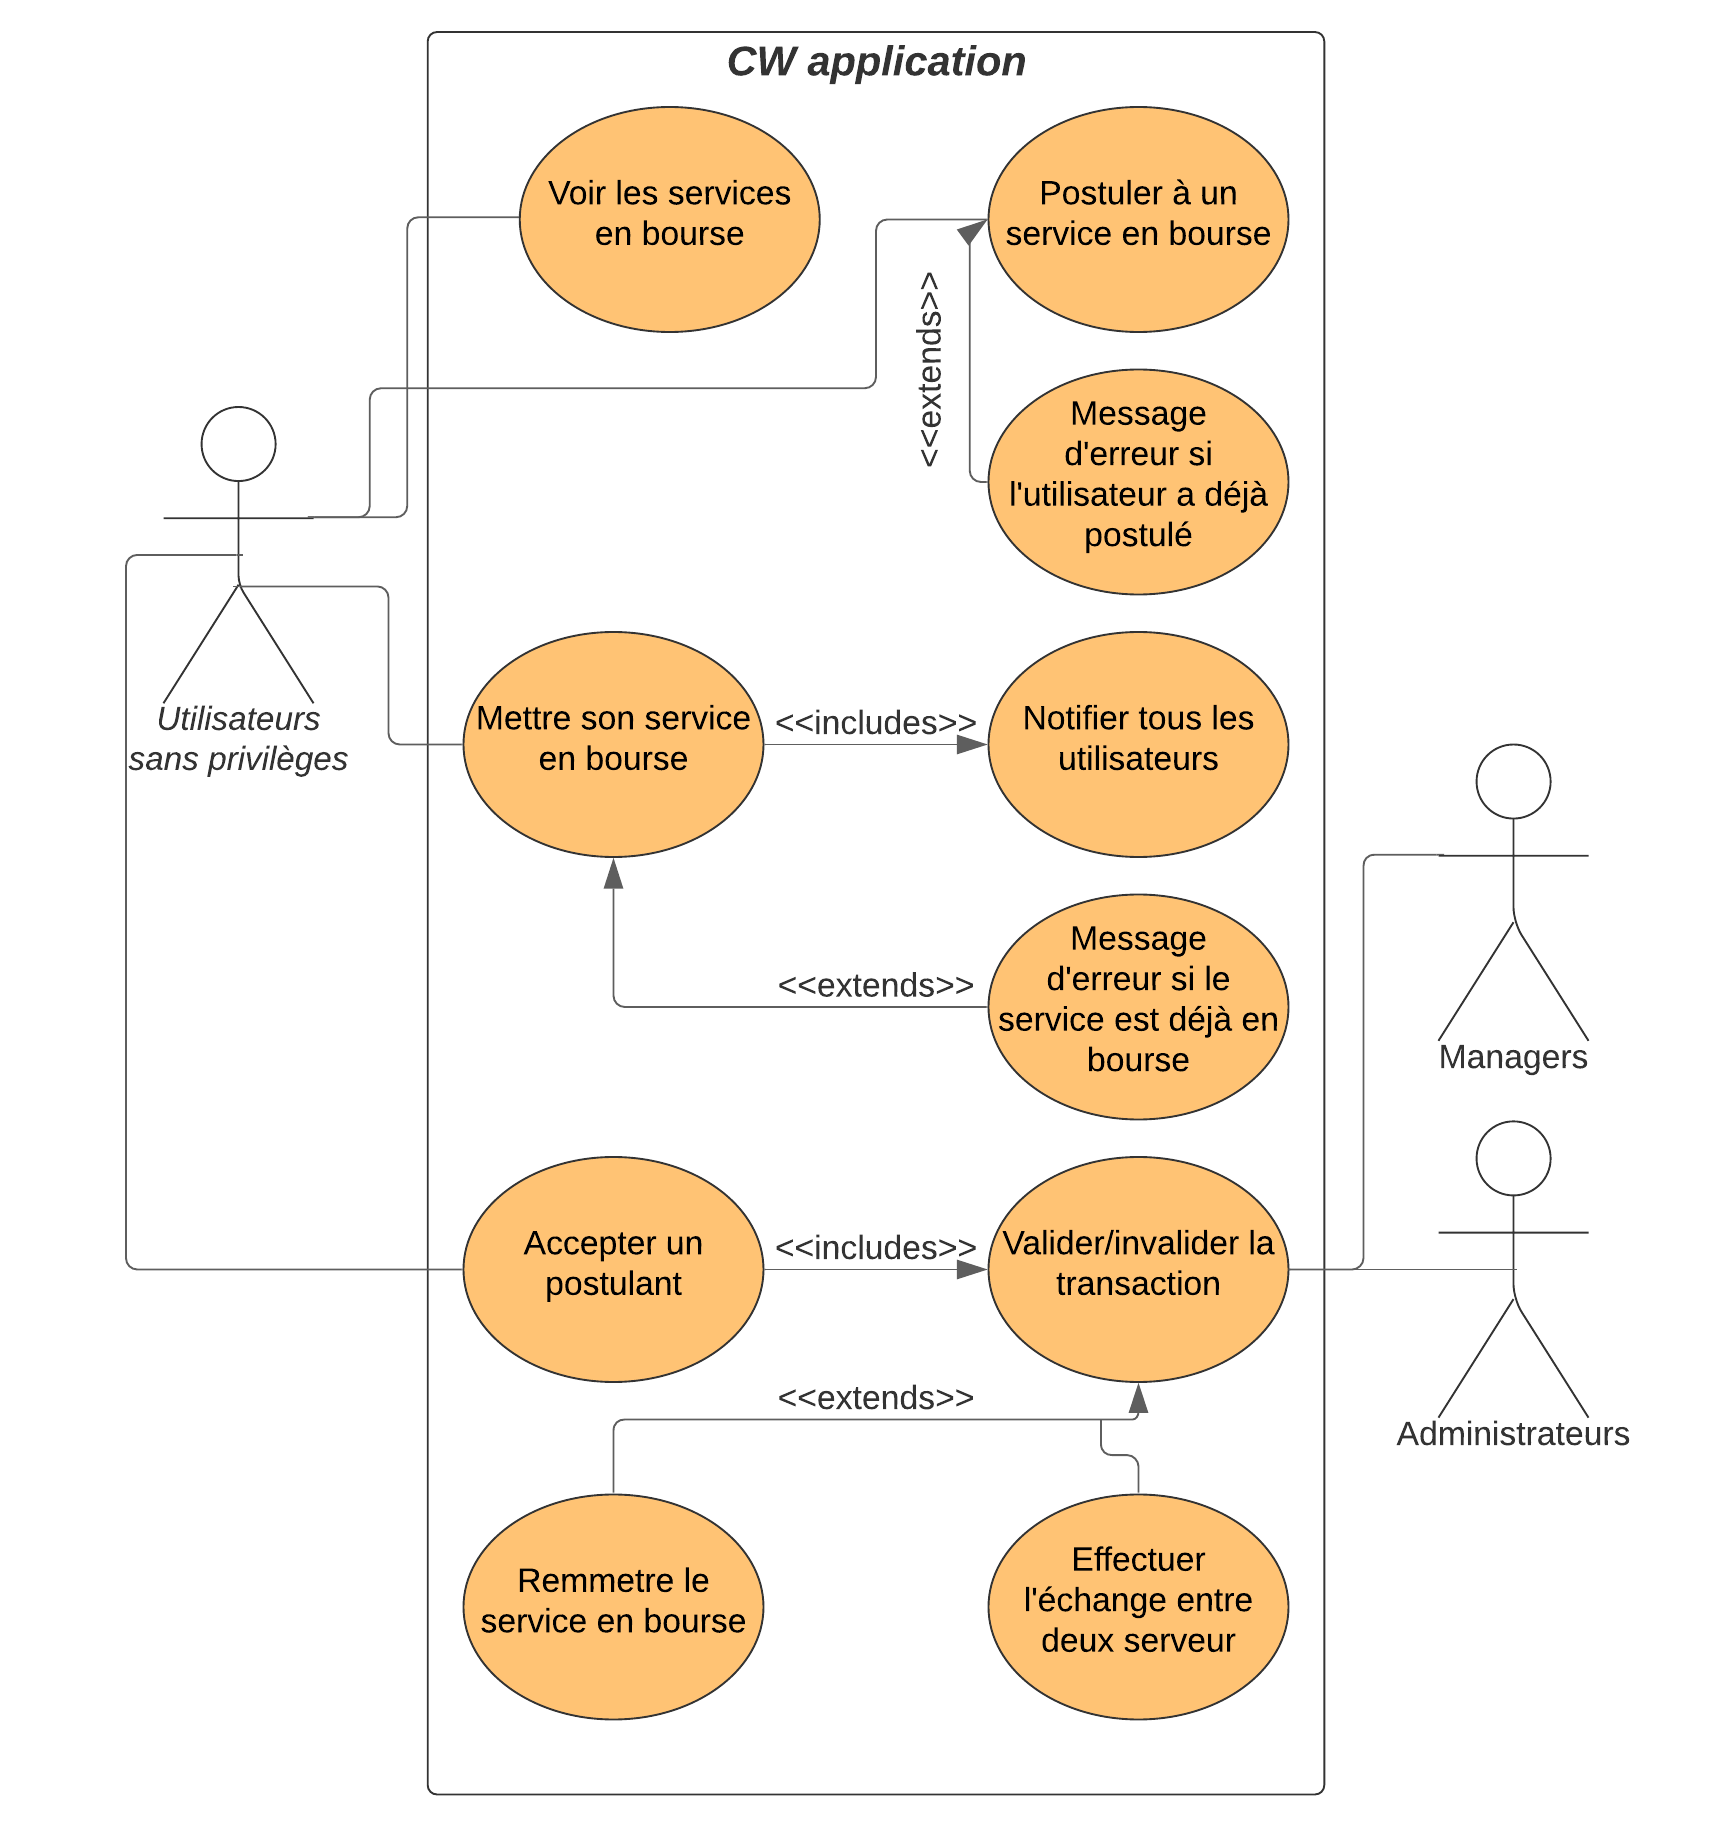 CW application
Voir les services
en bourse
Postuler à un
service en bourse
<<extends>>
Message
d'erreur si
l'utilisateur a déjà
postulé
Utilisateurs
sans privilèges
Mettre son service
en bourse
<<includes>>
Notifier tous les
utilisateurs
<<extends>>
Message
d'erreur si le
service est déjà en
bourse
Managers
Accepter un
postulant
<<includes>>
Valider/invalider la
transaction
<<extends>>
Administrateurs
Remmetre le
service en bourse
Effectuer
l'échange entre
deux serveur